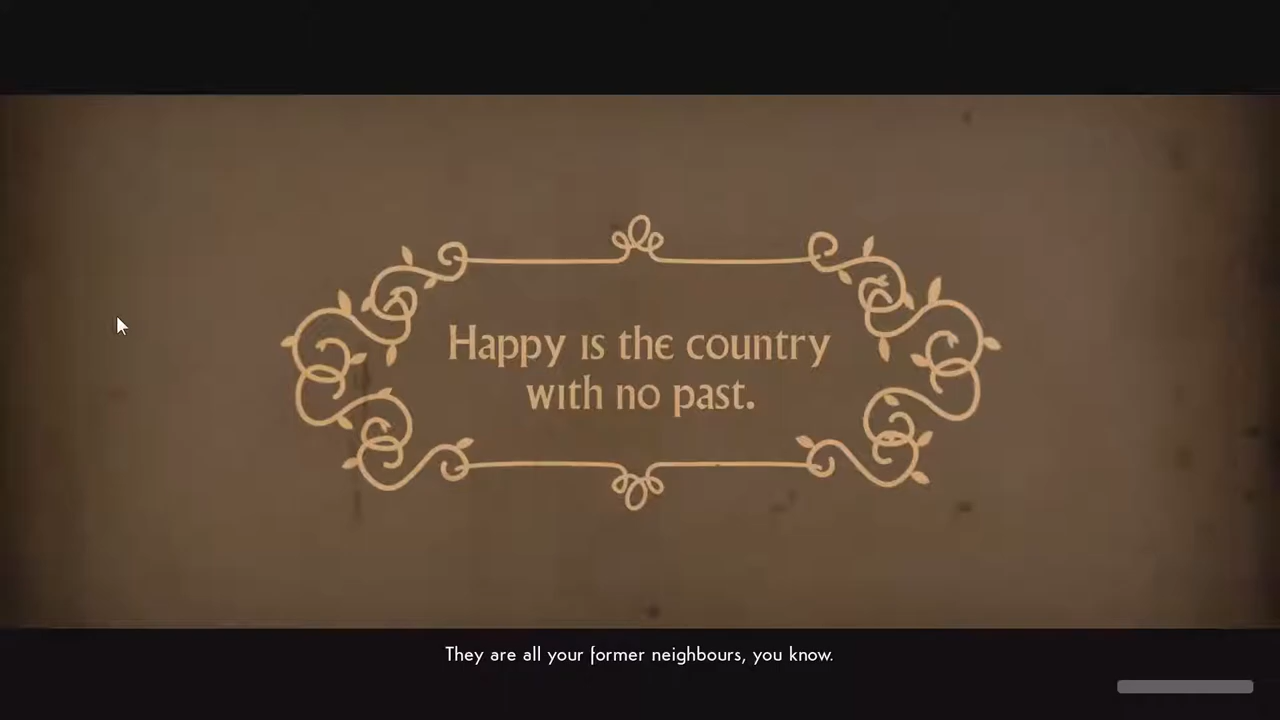 Happy is the country
with no past.
They are all your former neighbours, you know.